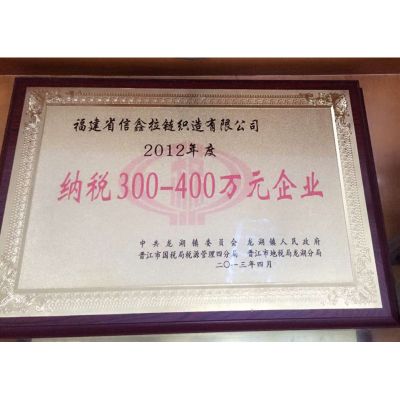 福建省信鑫拉链织造有限公司
2012年度
纳税300-400万元企业
中共龙湖镇委员会 龙湖镇人民政府
晋江市国税局税源管理四分局 晋江市地税局龙湖分局
二〇一三年四月